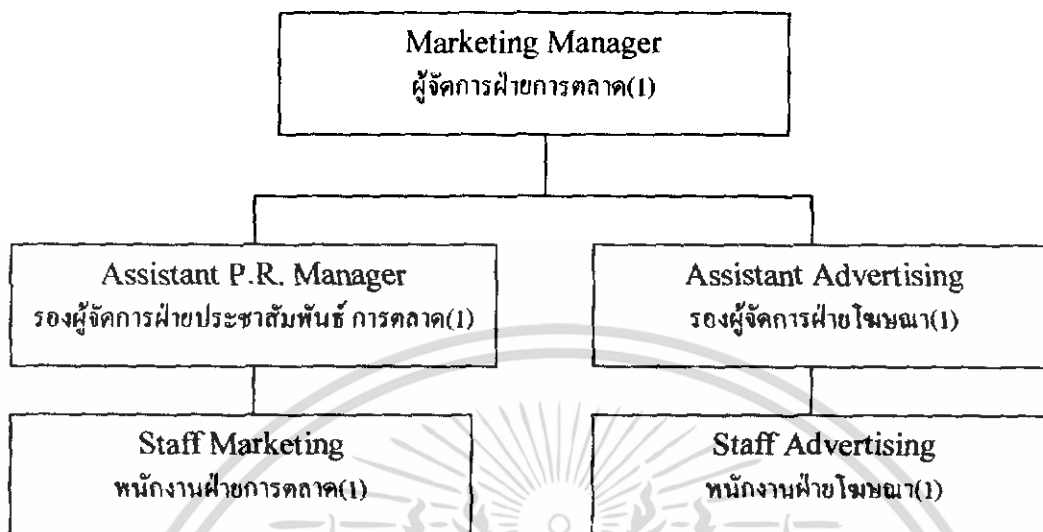 Marketing Manager
ผู้จัดการฝ่ายการตลาด(1)
Assistant P.R. Manager
รองผู้จัดการฝ่ายประชาสัมพันธ์ การตลาด(1)
Assistant Advertising
รองผู้จัดการฝ่ายโฆษณา(1)
Staff Marketing
พนักงานฝ่ายการตลาด(1)
Staff Advertising
พนักงานฝ่ายโฆษณา(1)